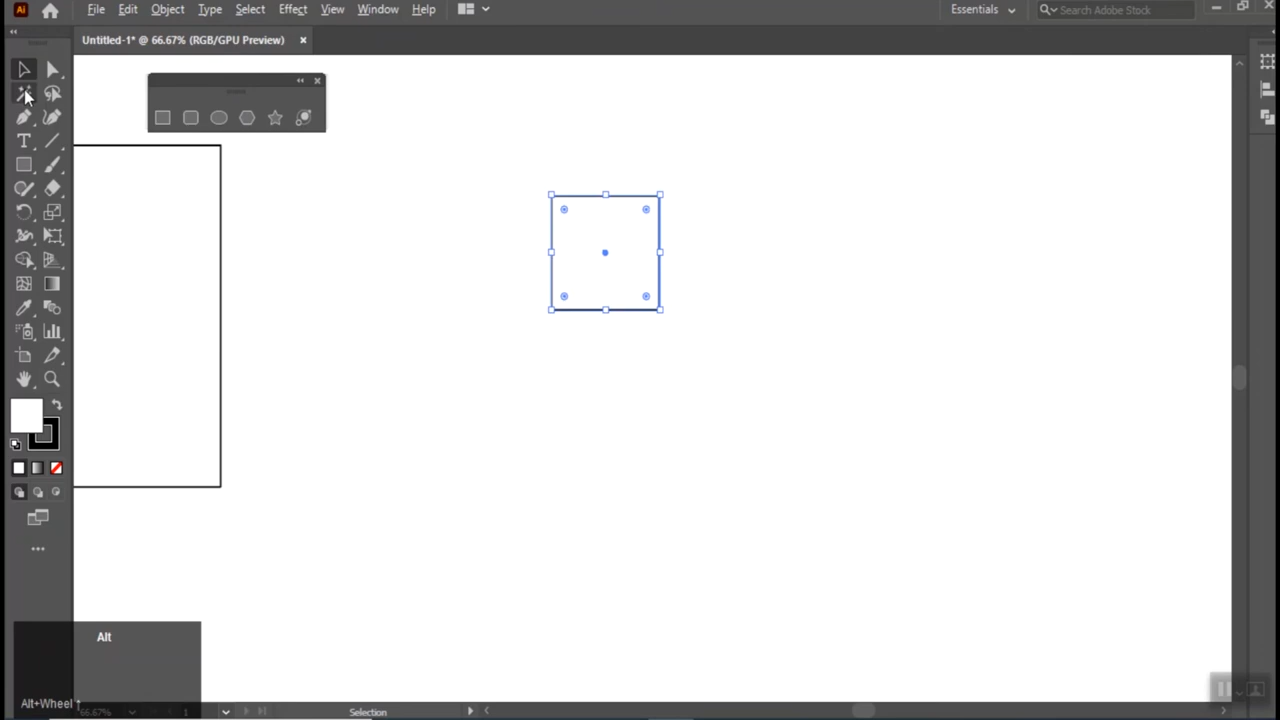 Ai File Edit Object Type Select Effect View Window Help Essentials Search Adobe Stock
Untitled-1* @ 66.67% (RGB/GPU Preview) ×
T
Alt
Alt+Wheel ↑
66.67% 1 Selection